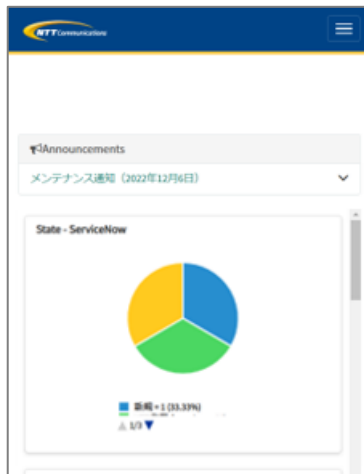 NTT Communications
Announcements
メンテナンス通知（2022年12月6日）
State - ServiceNow
新規 = 1 (33.33%)
1/3